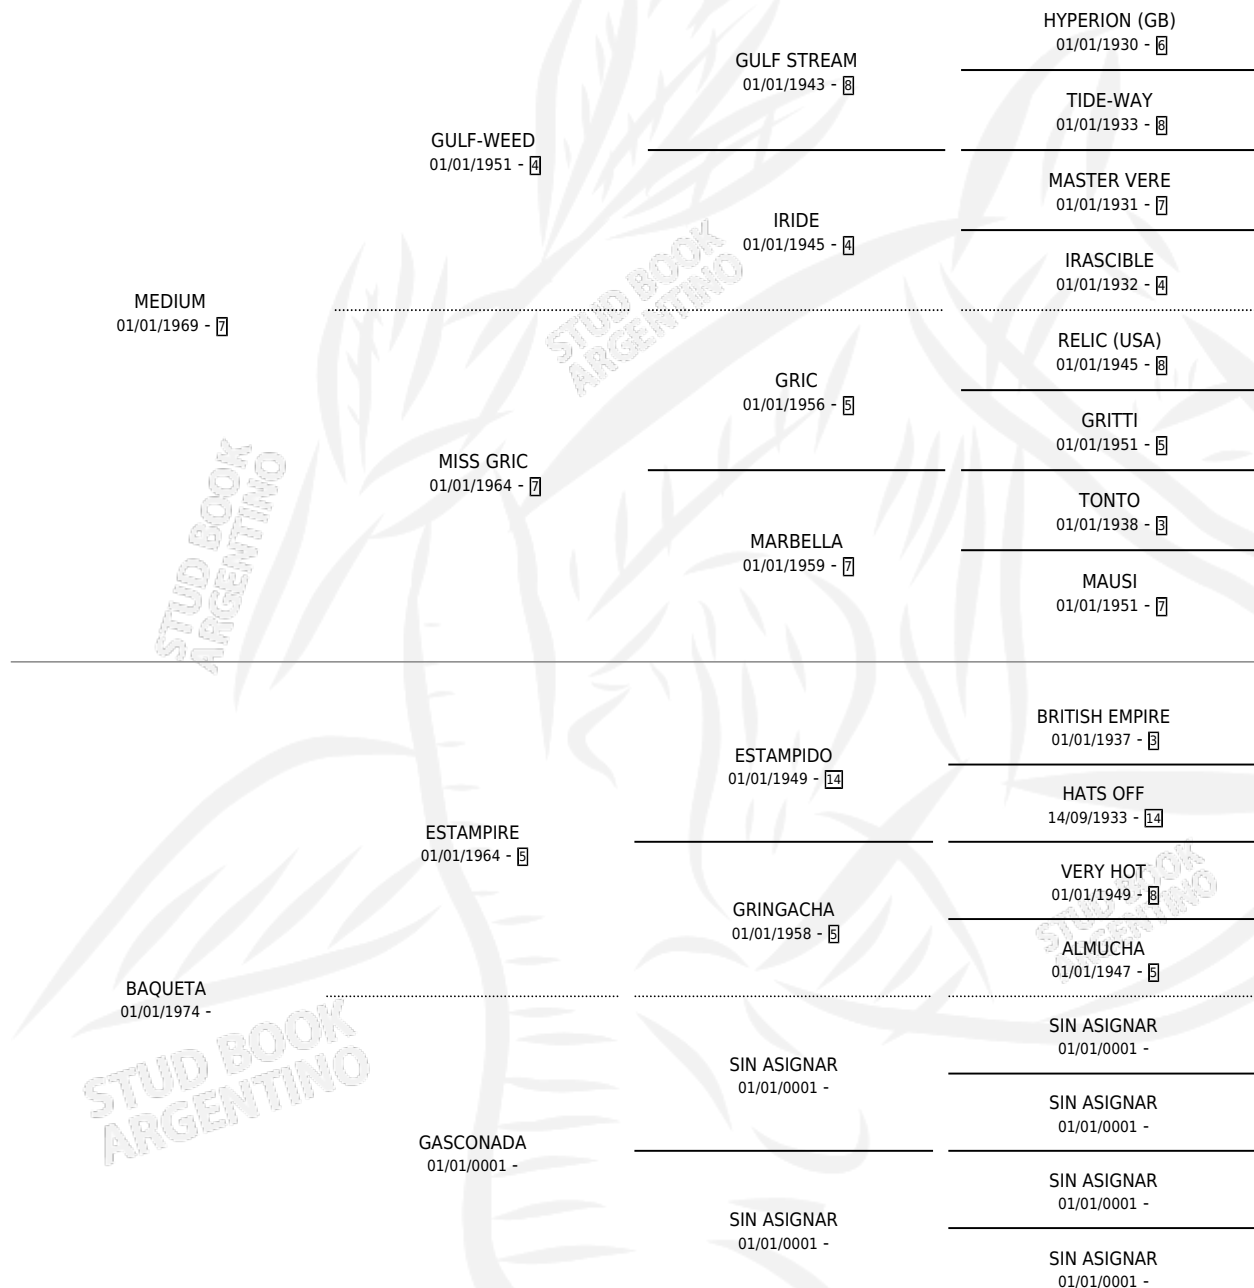 HYPERION (GB)
01/01/1930 - 6
GULF STREAM
01/01/1943 - 8
TIDE-WAY
01/01/1933 - 8
GULF-WEED
01/01/1951 - 4
MASTER VERE
01/01/1931 - 7
IRIDE
01/01/1945 - 4
IRASCIBLE
01/01/1932 - 4
MEDIUM
01/01/1969 - 7
RELIC (USA)
01/01/1945 - 8
GRIC
01/01/1956 - 5
GRITTI
01/01/1951 - 5
MISS GRIC
01/01/1964 - 7
TONTO
01/01/1938 - 3
MARBELLA
01/01/1959 - 7
MAUSI
01/01/1951 - 7
BRITISH EMPIRE
01/01/1937 - 3
ESTAMPIDO
01/01/1949 - 14
HATS OFF
14/09/1933 - 14
ESTAMPIRE
01/01/1964 - 5
VERY HOT
01/01/1949 - 8
GRINGACHA
01/01/1958 - 5
ALMUCHA
01/01/1947 - 5
BAQUETA
01/01/1974 -
SIN ASIGNAR
01/01/0001 -
SIN ASIGNAR
01/01/0001 -
SIN ASIGNAR
01/01/0001 -
GASCONADA
01/01/0001 -
SIN ASIGNAR
01/01/0001 -
SIN ASIGNAR
01/01/0001 -
SIN ASIGNAR
01/01/0001 -
STUD BOOK
ARGENTINO
STUD BOOK
ARGENTINO
STUD BOOK
ARGENTINO
STUD BOOK
ARGENTINO